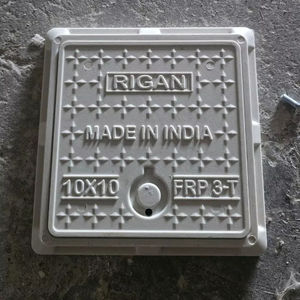 RIGAN
MADE IN INDIA
10X10 FRP 3-T